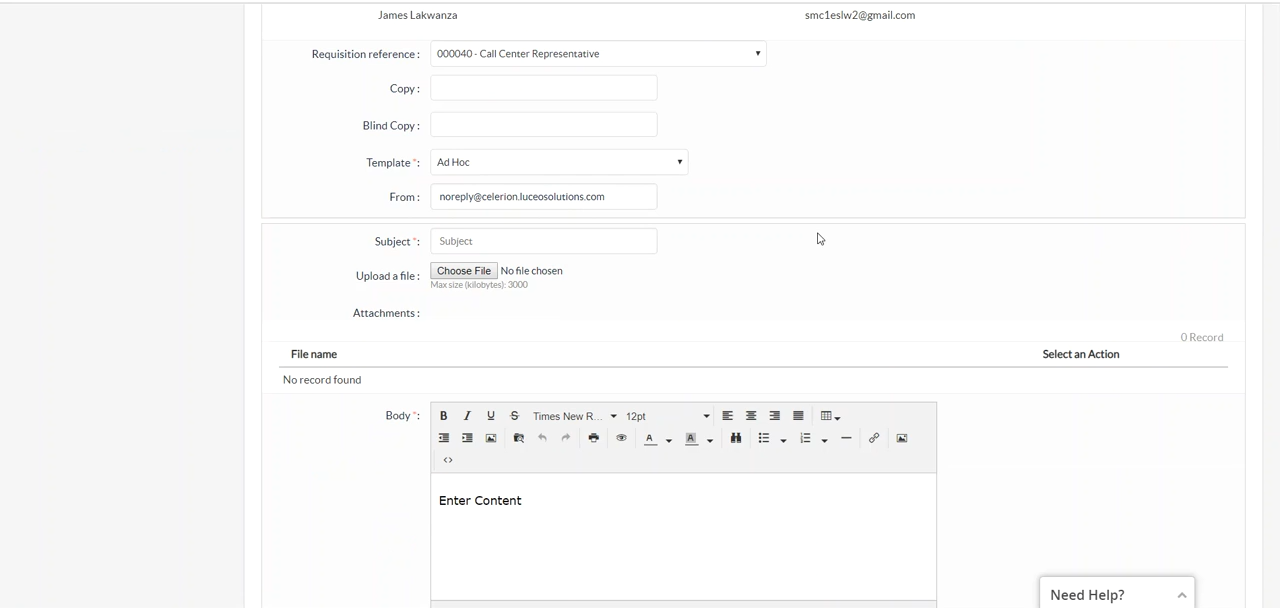 James Lakwanza smc1eslw2@gmail.com
Requisition reference : 000040 - Call Center Representative
Copy :
Blind Copy :
Template * : Ad Hoc
From : noreply@celerion.luceosolutions.com
Subject * : Subject
Upload a file : Choose File No file chosen
Max size (kilobytes): 3000
Attachments :
0 Record
File name Select an Action
No record found
Body * : B I U S Times New R... 12pt
A A
<>
Enter Content
Need Help?